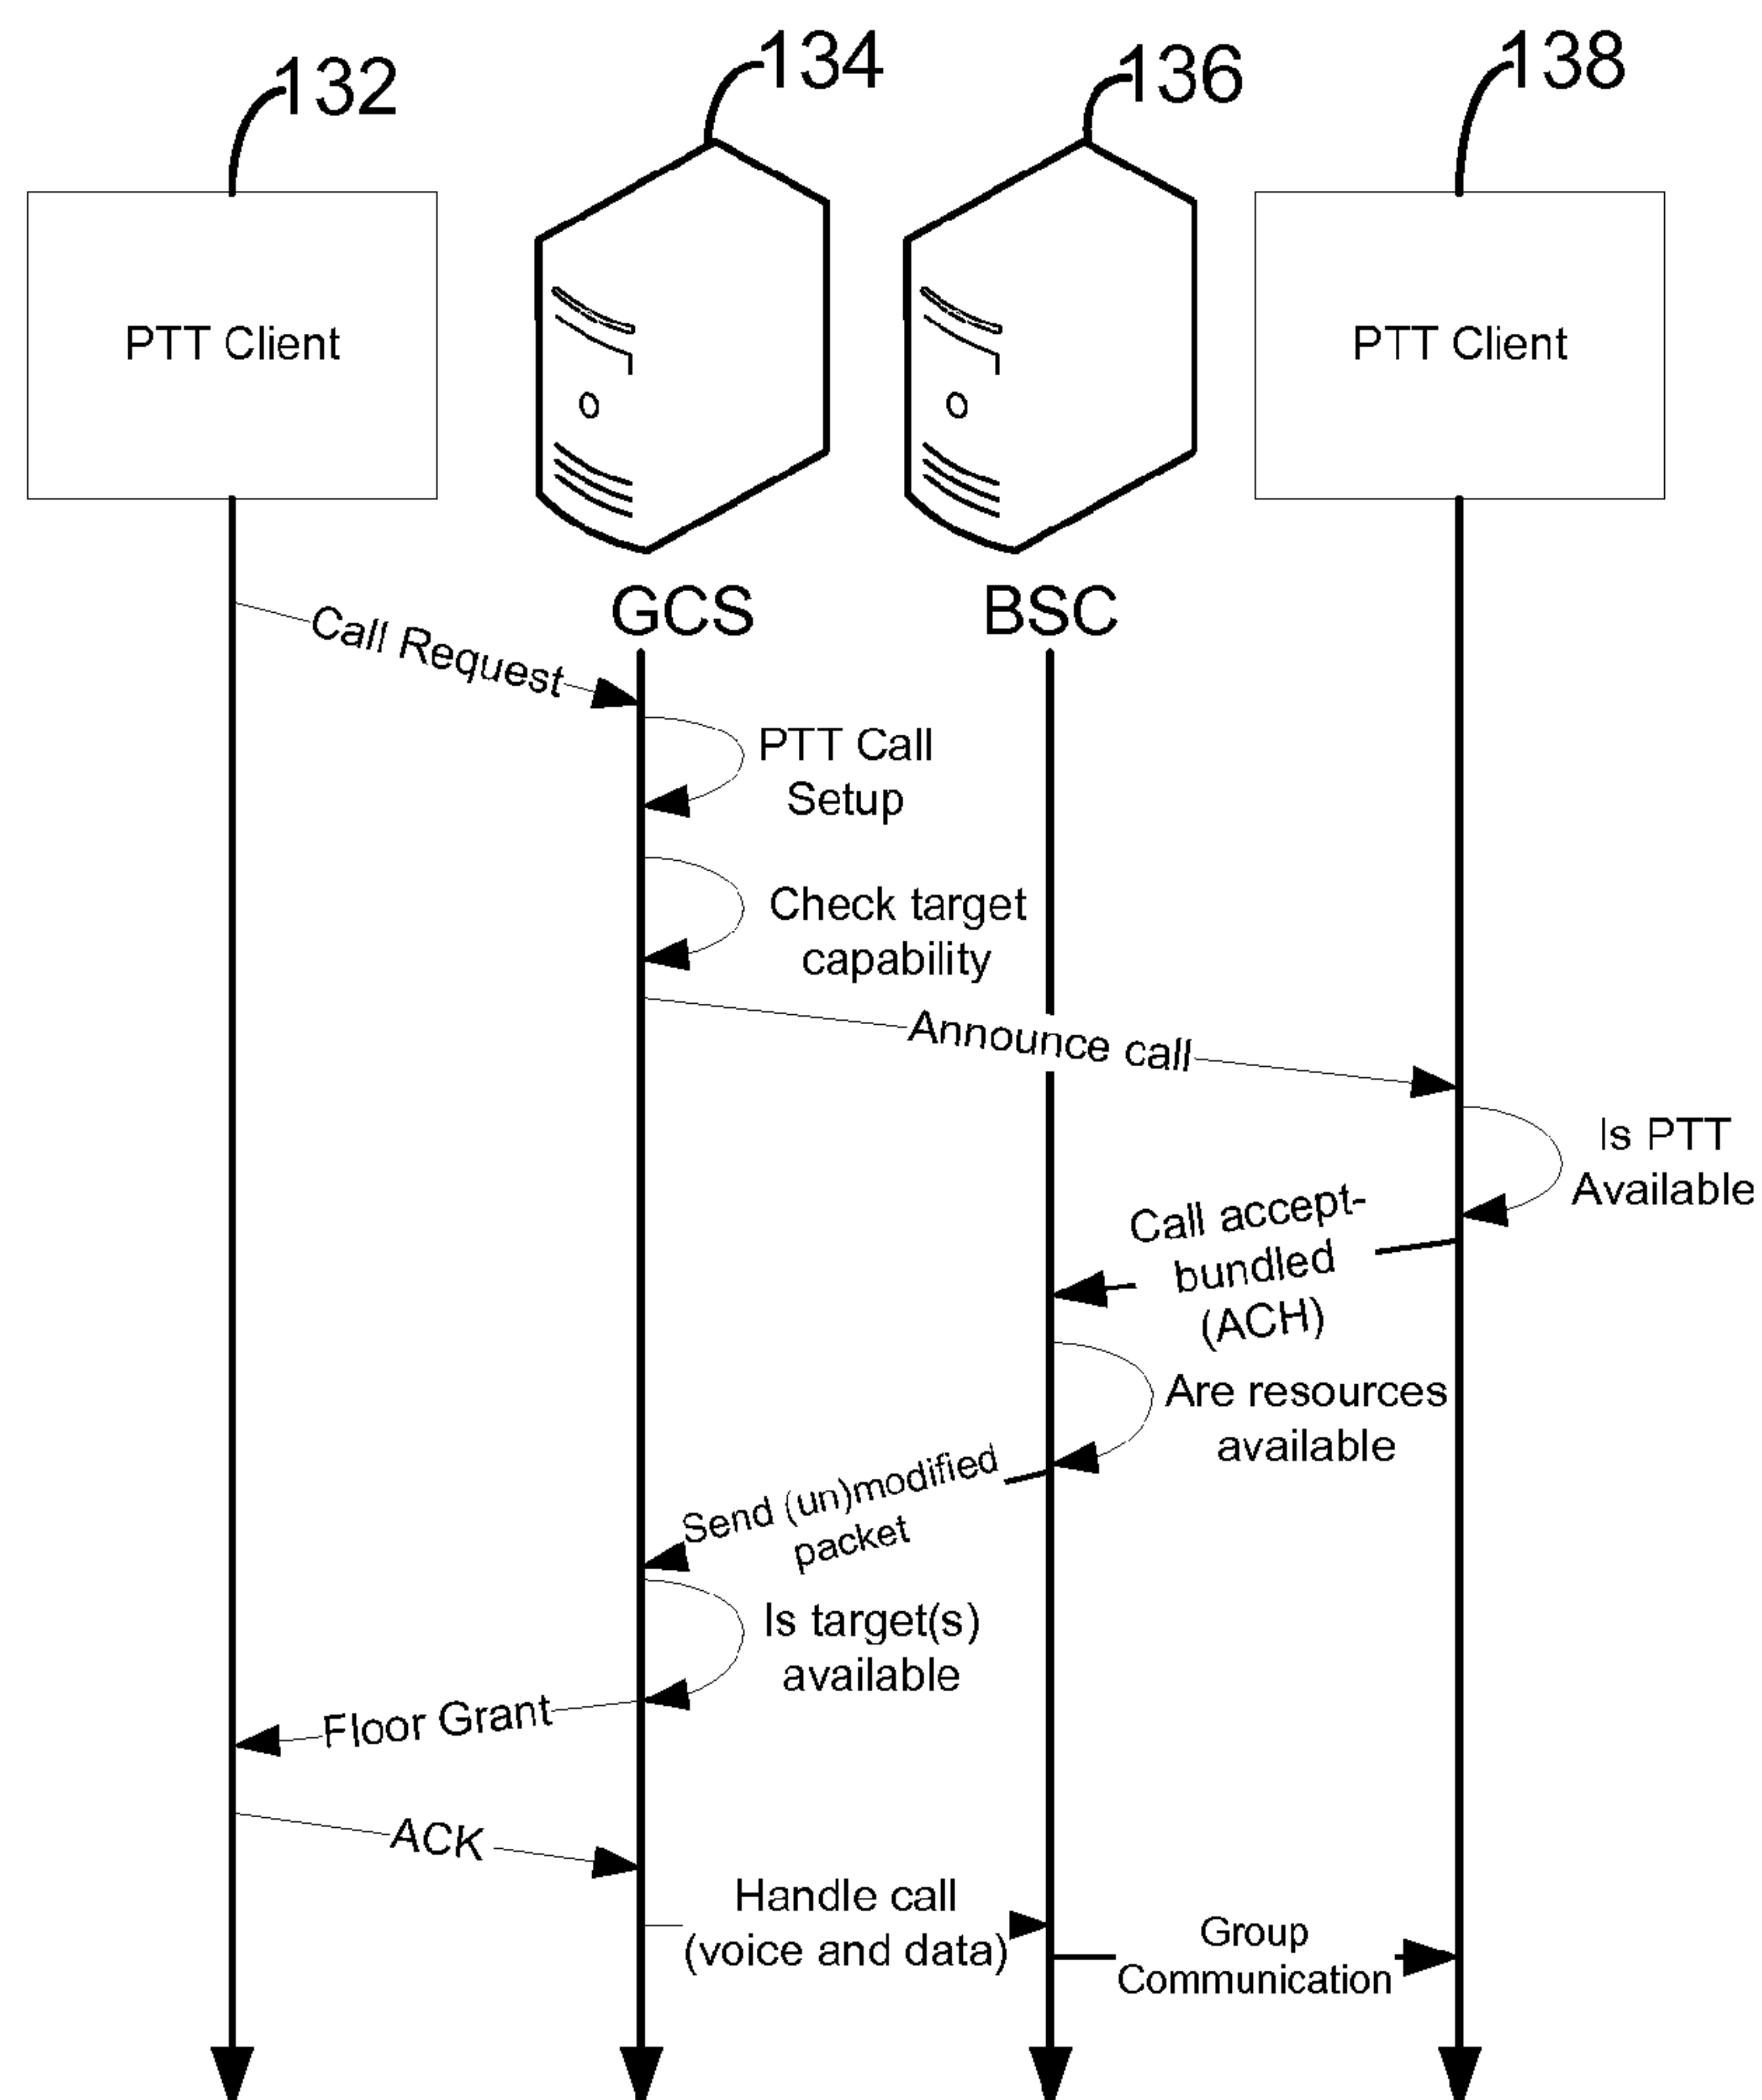 132
134
136
138
PTT Client
PTT Client
GCS
BSC
Call Request
PTT Call
Setup
Check target
capability
Announce call
Is PTT
Available
Call accept-
bundled
(ACH)
Are resources
available
Send (un)modified
packet
Is target(s)
available
Floor Grant
ACK
Handle call
(voice and data)
Group
Communication